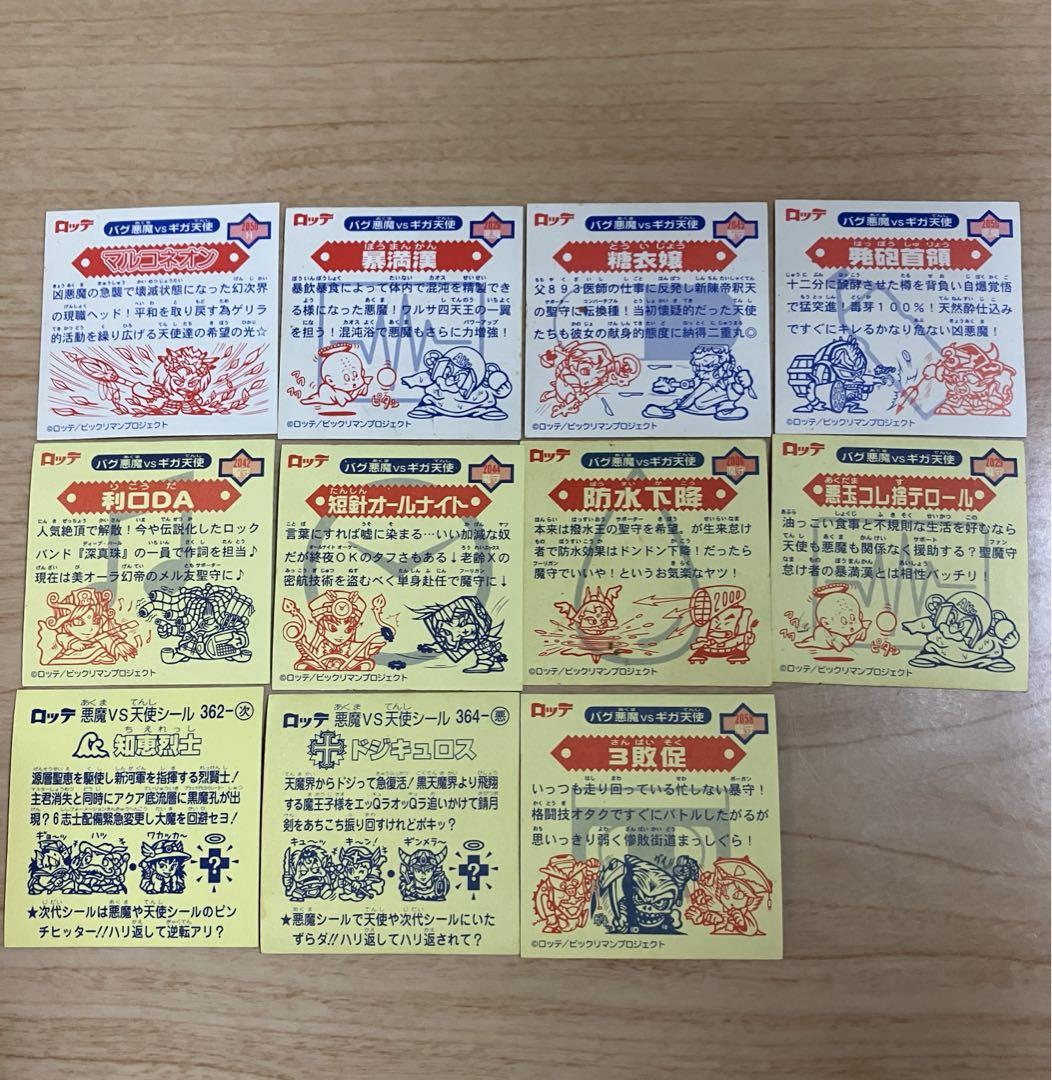 ロッテ
バグ悪魔vsギガ天使
2050
マルコネオン
凶悪魔の急襲で壊滅状態になった幻次界
の現職ヘッド！平和を取り戻す為ゲリラ
的活動を繰り広げる天使達の希望の光☆
©ロッテ/ビックリマンプロジェクト
ロッテ
バグ悪魔vsギガ天使
暴満漢
暴飲暴食によって体内で混沌を精製でき
る様になった悪魔！ワルサ四天王の一翼
を担う！混沌浴で悪魔もさらに力増強！
ピタッ
©ロッテ/ビックリマンプロジェクト
ロッテ
バグ悪魔vsギガ天使
糖衣嬢
父８９３医師の仕事に反発し新陳帝釈天
の聖守に転換種！当初懐疑的だった天使
たちも彼女の献身的態度に納得二重丸◎
©ロッテ/ビックリマンプロジェクト
ロッテ
バグ悪魔vsギガ天使
発砲首領
十二分に醗酵させた樽を背負い自爆覚悟
で猛突進！毒芽１００％！天然酔仕込み
ですぐにキレるかなり危ない凶悪魔！
©ロッテ/ビックリマンプロジェクト
ロッテ
バグ悪魔vsギガ天使
2042
利口DA
人気絶頂で解散！今や伝説化したロック
バンド『深真珠』の一員で作詞を担当♪
現在は美オーラ幻帝のメル友聖守に♪
©ロッテ/ビックリマンプロジェクト
ロッテ
バグ悪魔vsギガ天使
2044
短針オールナイト
言葉にすれば嘘に染まる…いい加減な奴
だが終夜ＯＫのタフさもある♪老齢Ｘの
密航技術を盗むべく単身赴任で魔守に↓
©ロッテ/ビックリマンプロジェクト
ロッテ
バグ悪魔vsギガ天使
防水下降
本来は撥水王の聖守を希望。が生来怠け
者で防水効果はドンドン下降！だったら
魔守でいいや！というお気楽なヤツ！
©ロッテ/ビックリマンプロジェクト
ロッテ
バグ悪魔vsギガ天使
2029
悪玉コレ捨テロール
油っこい食事と不規則な生活を好むなら
天使も悪魔も関係なく援助する？聖魔守
怠け者の暴満漢とは相性バッチリ！
ピタッ
©ロッテ/ビックリマンプロジェクト
ロッテ 悪魔VS天使シール 362-次
知恵烈士
源層聖恵を駆使し新河軍を指揮する烈賢士！
主君消失と同時にアクア底流層に黒魔孔が出
現？６志士配備緊急変更し大魔を回避セヨ！
ギョ〜ッ ハッ ワカッカ〜
?
★次代シールは悪魔や天使シールのピン
チヒッター!!ハリ返して逆転アリ？
ロッテ 悪魔VS天使シール 364-悪
ドジキュロス
天魔界からドジって急復活！黒天魔界より飛翔
する魔王子様をエッＱラオッＱラ追いかけて錆月
剣をあちこち振り回すけれどポキッ？
キュ〜ッ キ〜ン！ ギンメラ〜
?
★悪魔シールで天使や次代シールにいた
ずらダ!!ハリ返してハリ返されて？
ロッテ
バグ悪魔vsギガ天使
2058
３敗促
いっつも走り回っている忙しない暴守！
格闘技オタクですぐにバトルしたがるが
思いっきり弱く惨敗街道まっしぐら！
©ロッテ/ビックリマンプロジェクト